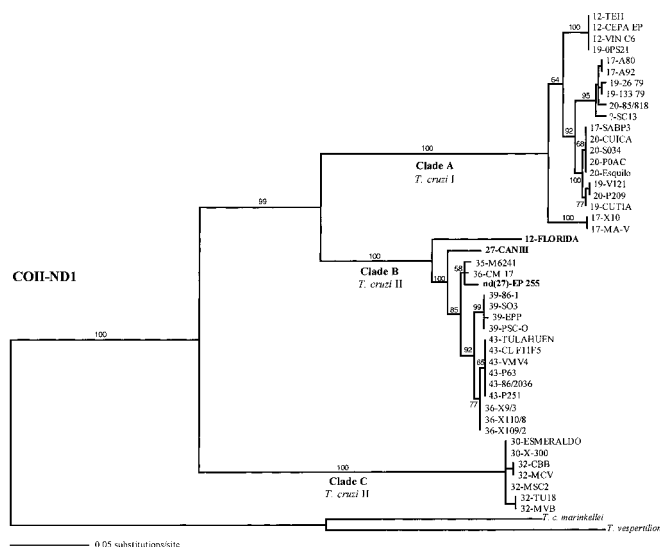 12-TEH
12-CEPA EP
100
12-VIN C6
19-0PS21
17-A80
17-A92
64
95
19-26 79
19-133 79
20-85/818
?-SC13
92
17-SABP3
20-CUICA
100
68
20-S034
20-P0AC
Clade A
20-Esquilo
T. cruzi I
100
19-V121
20-P209
77
19-CUTIA
99
100
17-X10
17-MA-V
12-FLORIDA
100
27-CANIII
COII-ND1
Clade B
58
35-M6241
T. cruzi II
36-CM 17
100
nd(27)-EP 255
39-86-1
99
39-SO3
85
39-EPP
39-PSC-O
100
43-TULAHUEN
43-CL F11F5
92
43-VMV4
65
43-P63
43-86/2036
77
43-P251
36-X9/3
36-X110/8
36-X109/2
30-ESMERALDO
30-X-300
100
32-CBB
Clade C
32-MCV
T. cruzi II
32-MSC2
32-TU18
32-MVB
T. c. marinkellei
T. vespertilion
0.05 substitutions/site